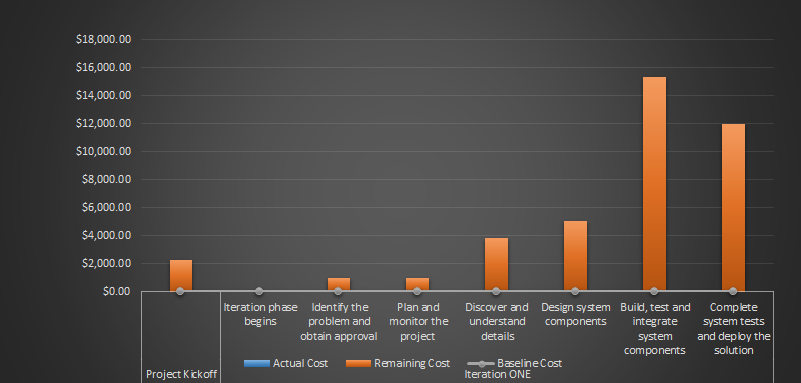 $18,000.00
$16,000.00
$14,000.00
$12,000.00
$10,000.00
$8,000.00
$6,000.00
$4,000.00
$2,000.00
$0.00
Iteration phase
begins
Identify the
problem and
obtain approval
Plan and
monitor the
project
Discover and
understand
details
Design system
components
Build, test and
integrate
system
components
Complete
system tests
and deploy the
solution
Project Kickoff
Iteration ONE
Actual Cost
Remaining Cost
Baseline Cost